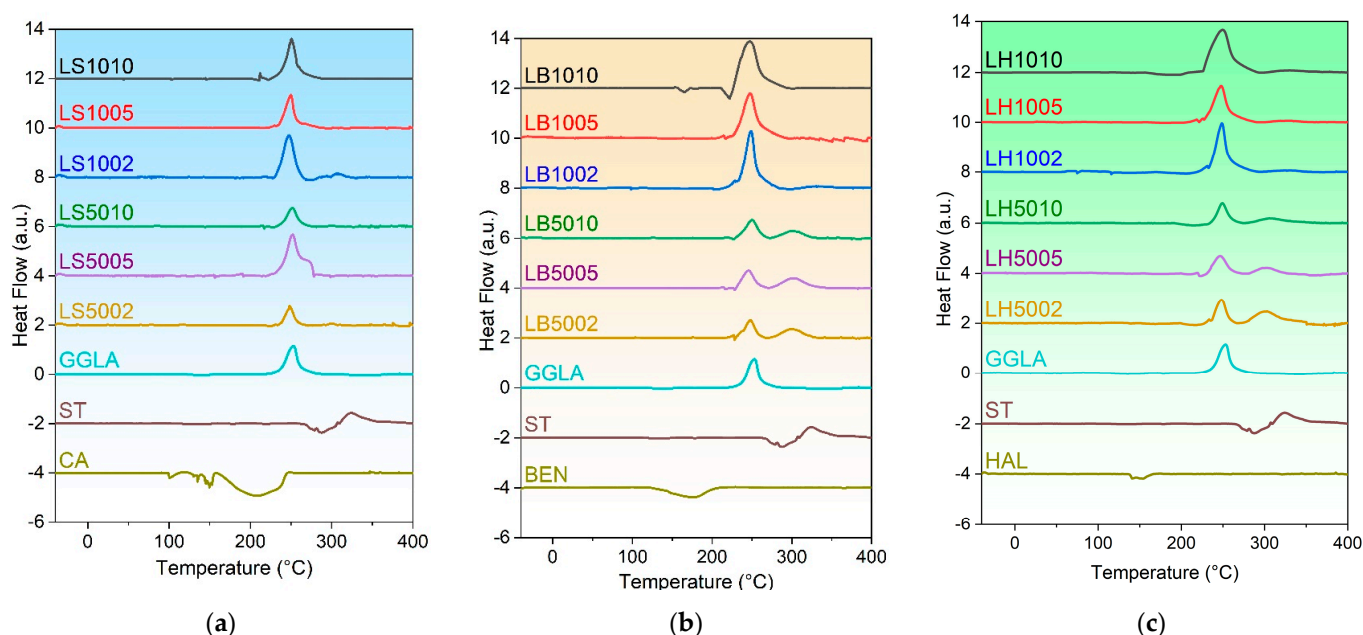 14
LS1010
12
LS1005
10
LS1002
8
LS5010
6
LS5005
4
LS5002
2
GGLA
0
ST
-2
CA
-4
-6
0 100 200 300 400
Heat Flow (a.u.)
Temperature (°C)
(a)
14
LB1010
12
LB1005
10
LB1002
8
LB5010
6
LB5005
4
LB5002
2
GGLA
0
ST
-2
BEN
-4
-6
0 100 200 300 400
Heat Flow (a.u.)
Temperature (°C)
(b)
14
LH1010
12
LH1005
10
LH1002
8
LH5010
6
LH5005
4
LH5002
2
GGLA
0
ST
-2
HAL
-4
-6
0 100 200 300 400
Heat Flow (a.u.)
Temperature (°C)
(c)